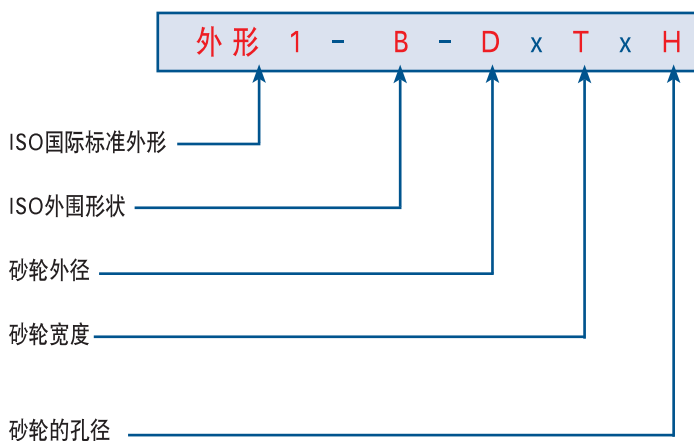 外形1 - B - D x T x H
ISO国际标准外形
ISO外围形状
砂轮外径
砂轮宽度
砂轮的孔径